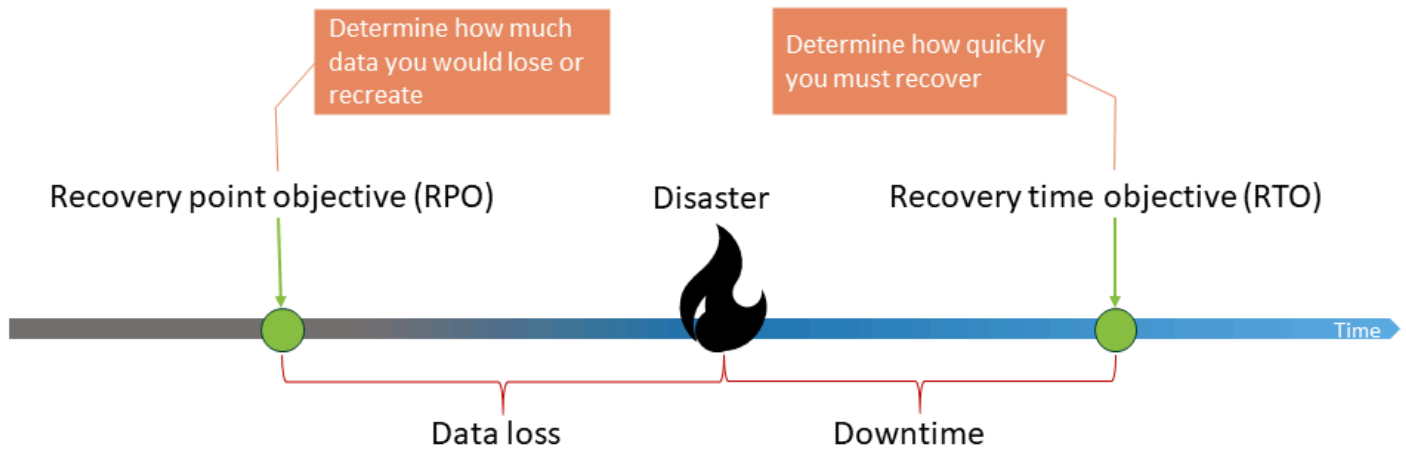 Determine how much
data you would lose or
recreate
Determine how quickly
you must recover
Recovery point objective (RPO)
Disaster
Recovery time objective (RTO)
Time
Data loss
Downtime